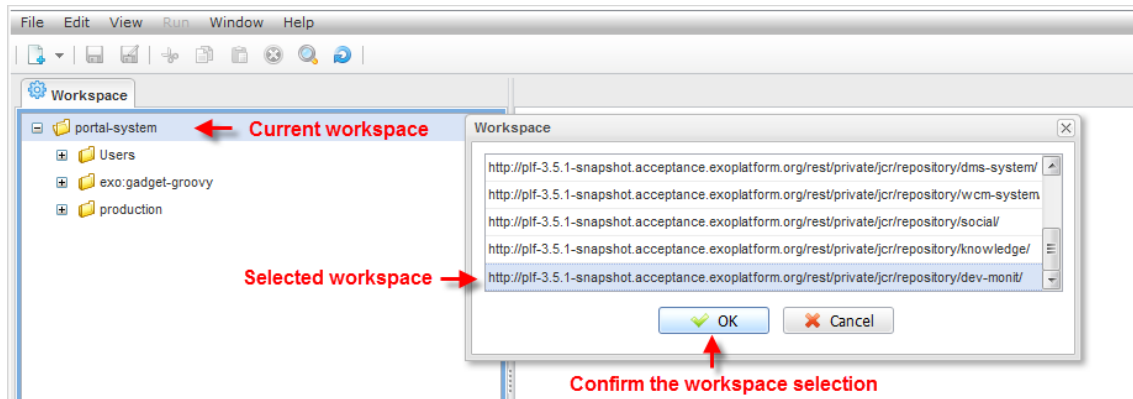 File Edit View Run Window Help
Workspace
portal-system
Current workspace
Users
exo:gadget-groovy
production
Workspace
http://plf-3.5.1-snapshot.acceptance.exoplatform.org/rest/private/jcr/repository/dms-system/
http://plf-3.5.1-snapshot.acceptance.exoplatform.org/rest/private/jcr/repository/wcm-system
http://plf-3.5.1-snapshot.acceptance.exoplatform.org/rest/private/jcr/repository/social/
http://plf-3.5.1-snapshot.acceptance.exoplatform.org/rest/private/jcr/repository/knowledge/
Selected workspace
http://plf-3.5.1-snapshot.acceptance.exoplatform.org/rest/private/jcr/repository/dev-monit/
OK Cancel
Confirm the workspace selection